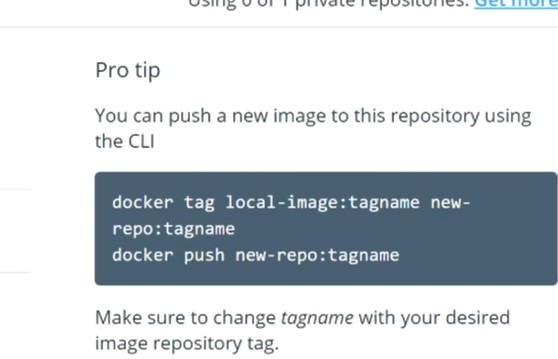 Using 0 of 1 private repositories. Get more
Pro tip
You can push a new image to this repository using
the CLI
docker tag local-image:tagname new-
repo:tagname
docker push new-repo:tagname
Make sure to change tagname with your desired
image repository tag.